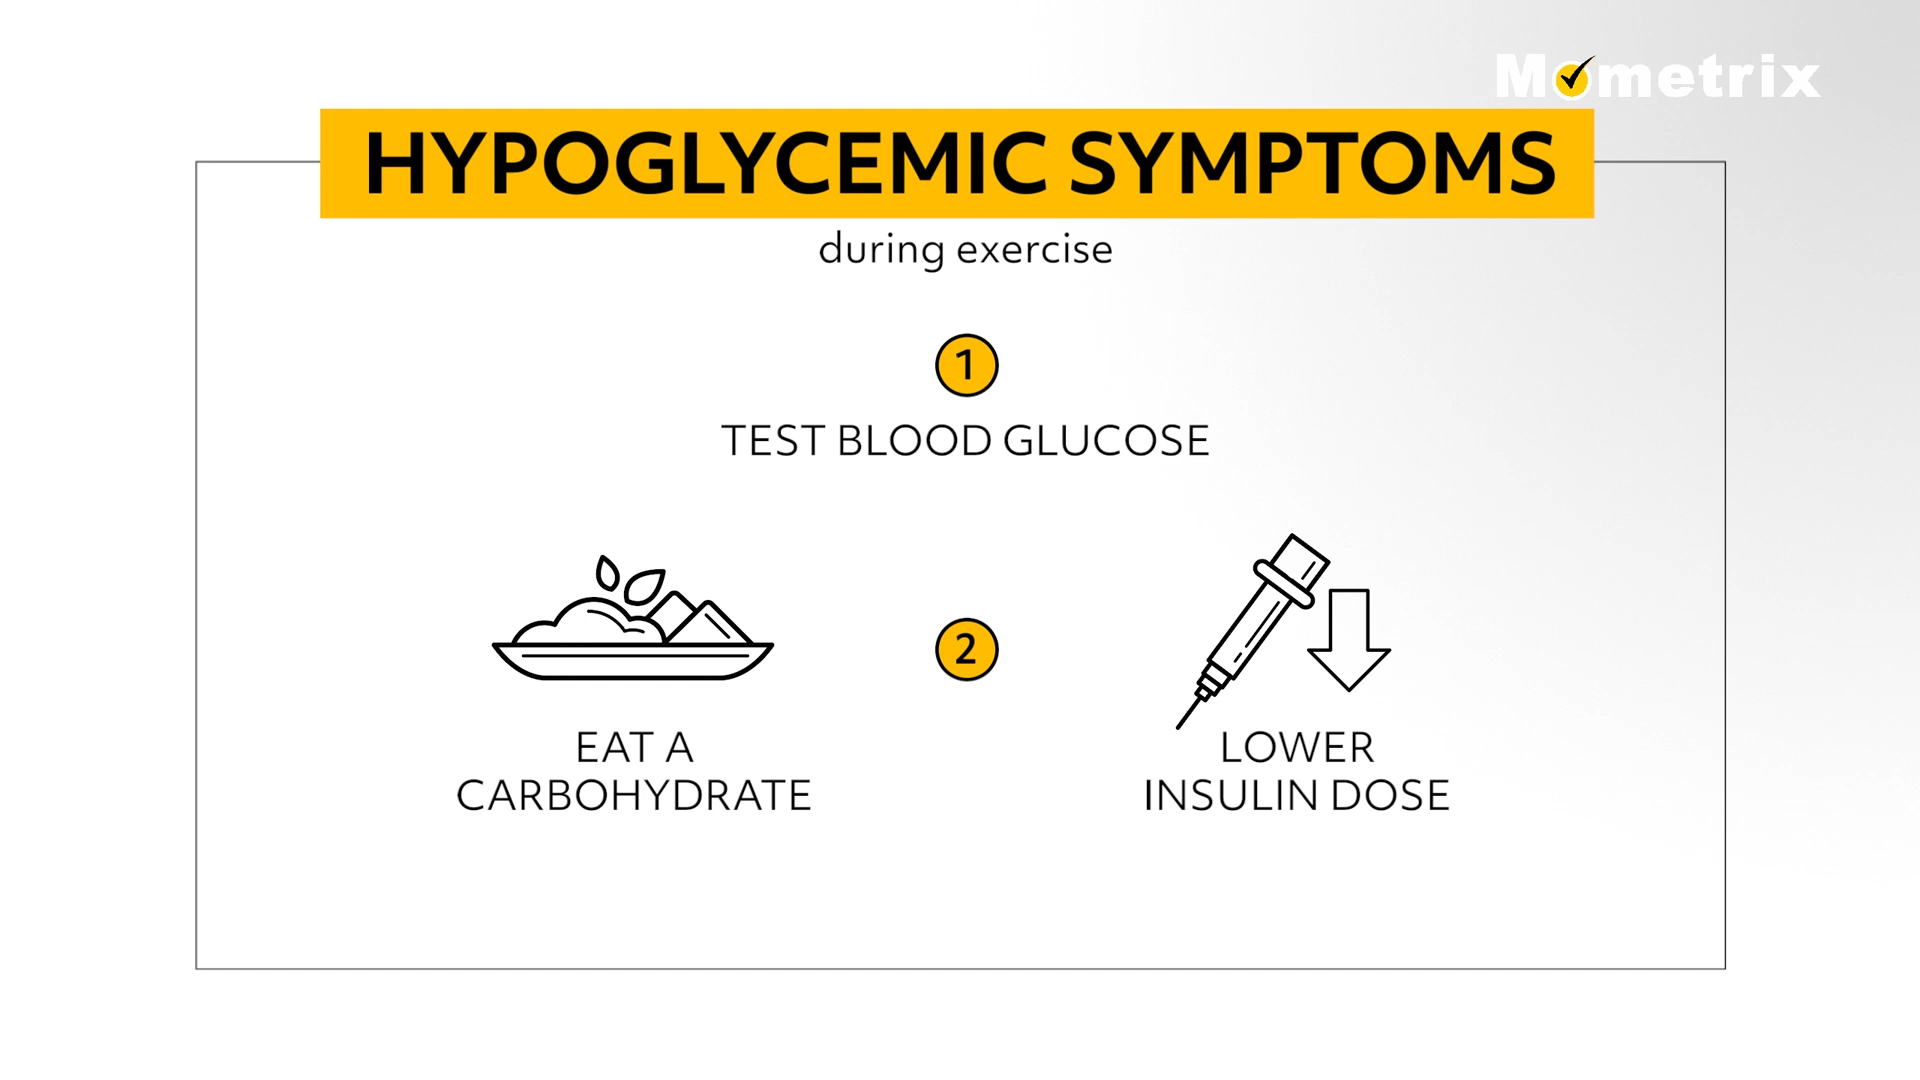 Mometrix
HYPOGLYCEMIC SYMPTOMS
during exercise
1
TEST BLOOD GLUCOSE
2
EAT A
CARBOHYDRATE
LOWER
INSULIN DOSE